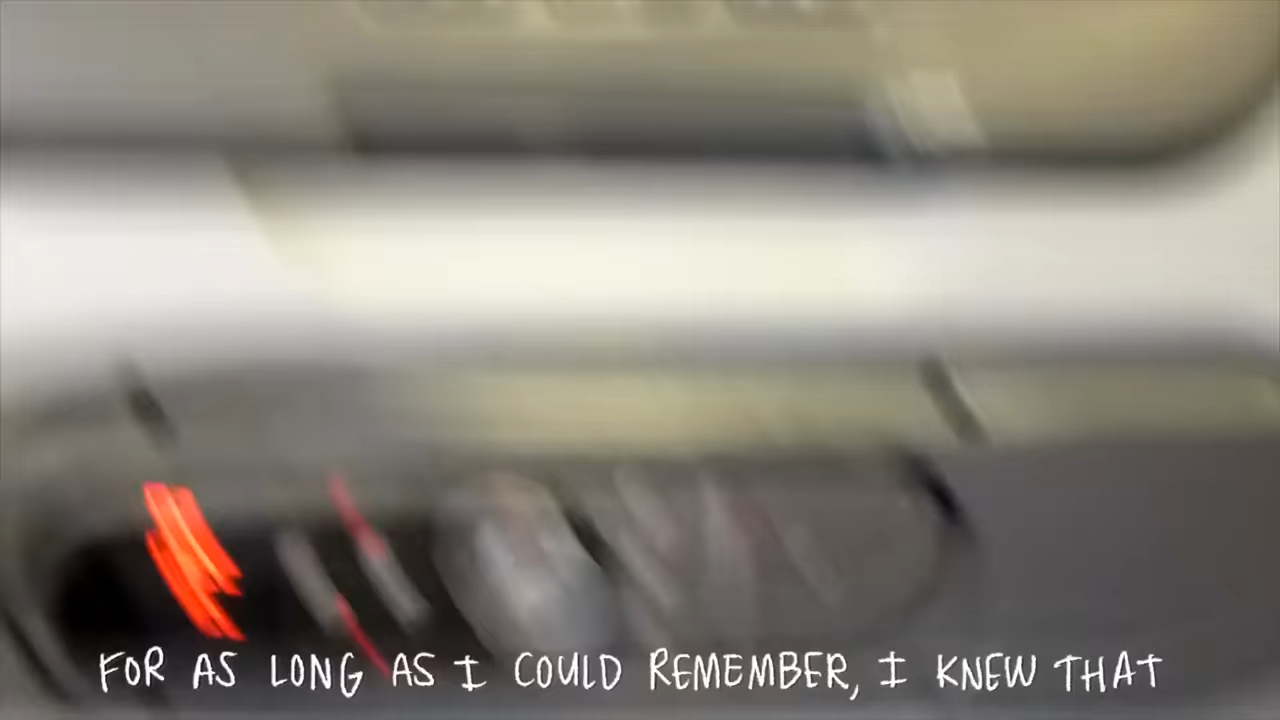 FOR AS LONG AS I COULD REMEMBER, I KNEW THAT